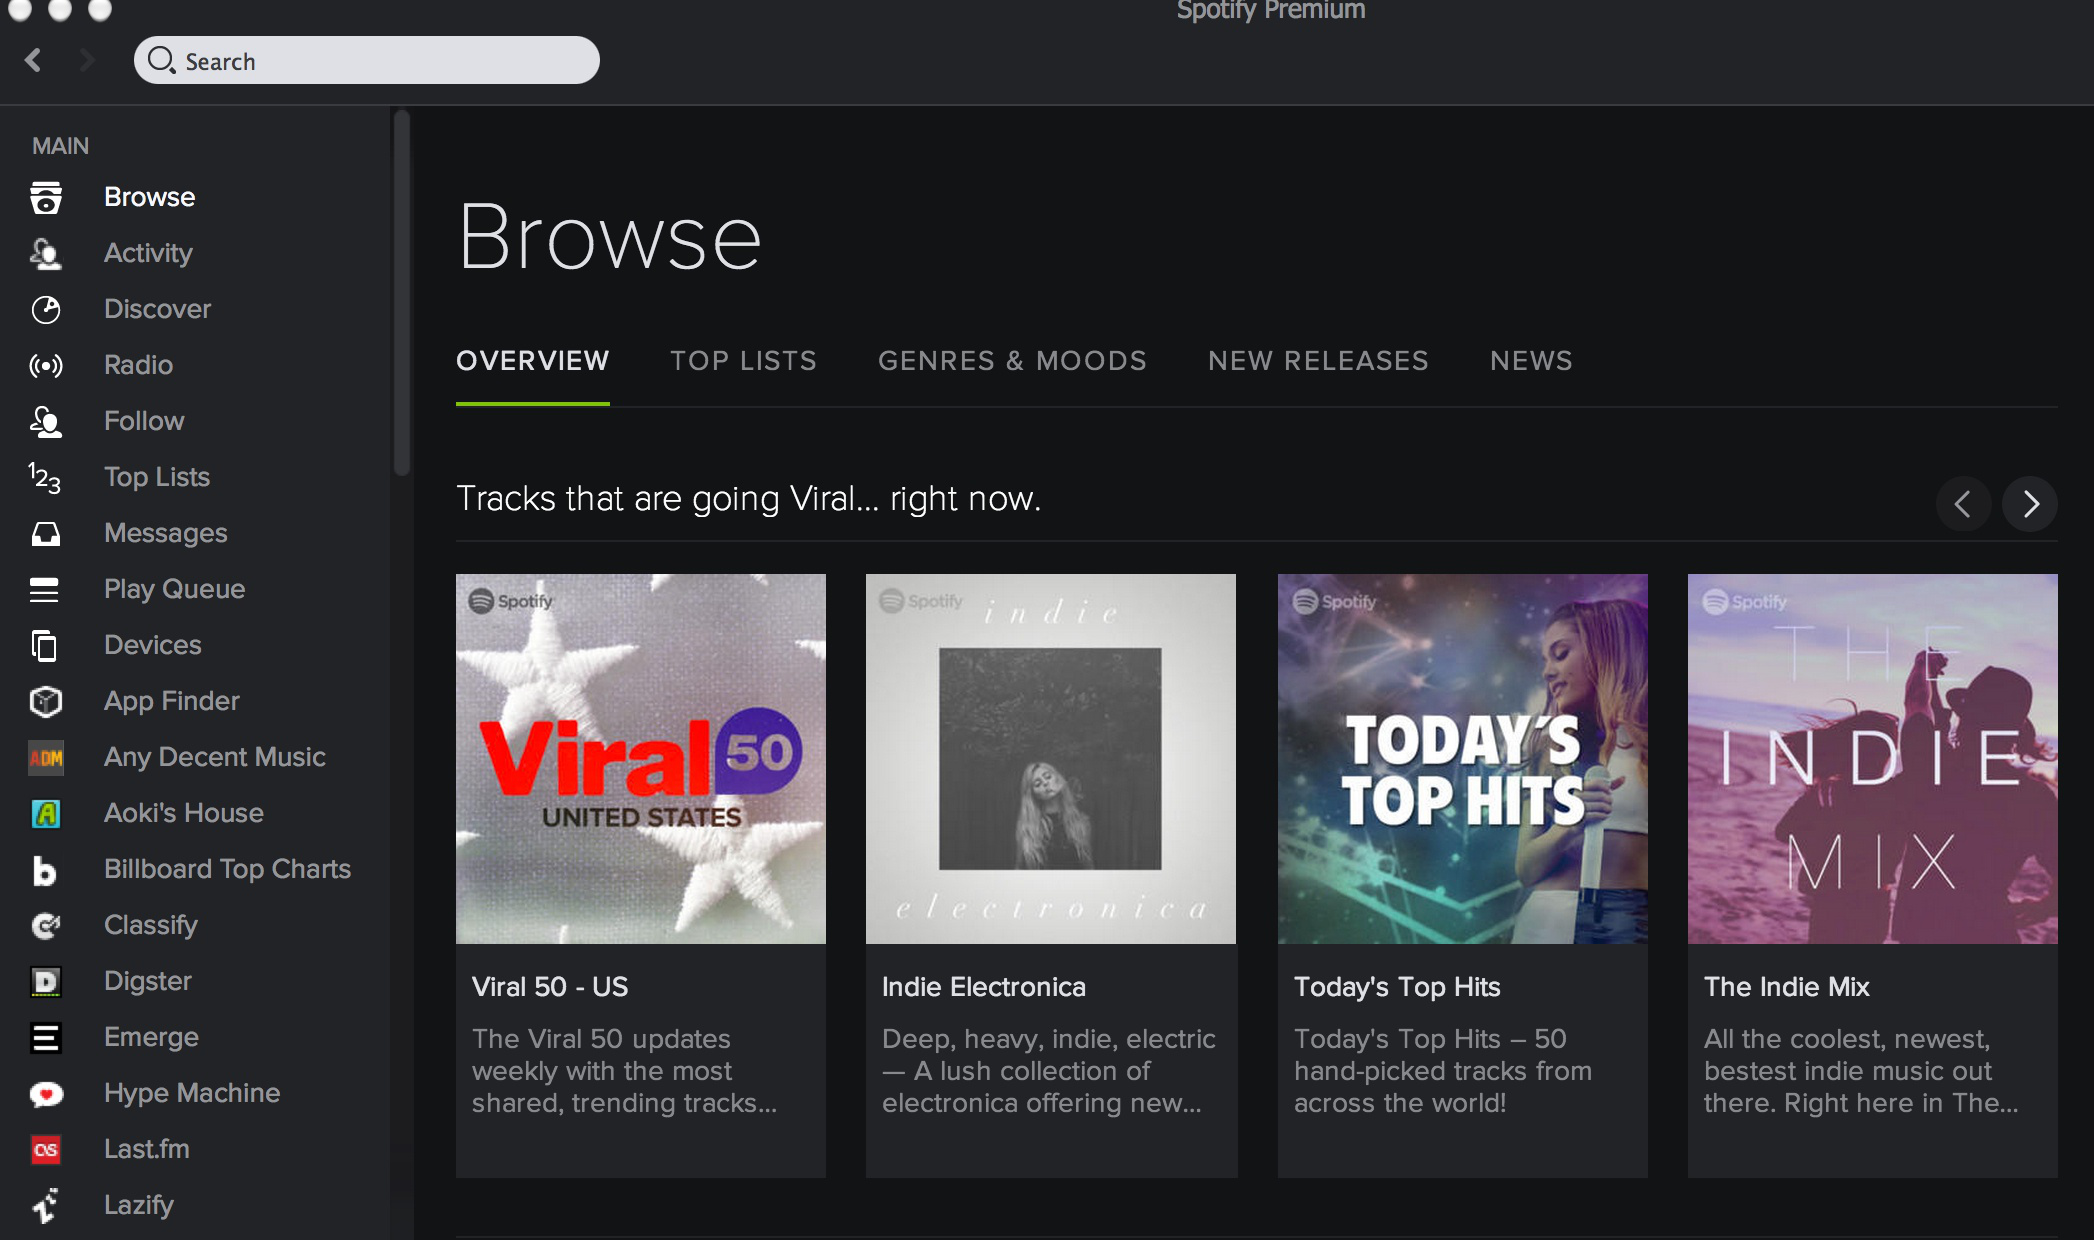 Spotify Premium
Search
MAIN
Browse
Activity
Discover
Radio
Follow
Top Lists
123
Messages
Play Queue
Devices
App Finder
ADM
Any Decent Music
A
Aoki's House
b
Billboard Top Charts
Classify
D
Digster
Emerge
Hype Machine
Last.fm
Lazify
Browse
OVERVIEW
TOP LISTS
GENRES & MOODS
NEW RELEASES
NEWS
Tracks that are going Viral... right now.
Spotify
Viral 50
UNITED STATES
Viral 50 - US
The Viral 50 updates
weekly with the most
shared, trending tracks...
Spotify
indie
electronica
Indie Electronica
Deep, heavy, indie, electric
— A lush collection of
electronica offering new...
Spotify
TODAY'S
TOP HITS
Today's Top Hits
Today's Top Hits – 50
hand-picked tracks from
across the world!
Spotify
THE
INDIE
MIX
The Indie Mix
All the coolest, newest,
bestest indie music out
there. Right here in The...